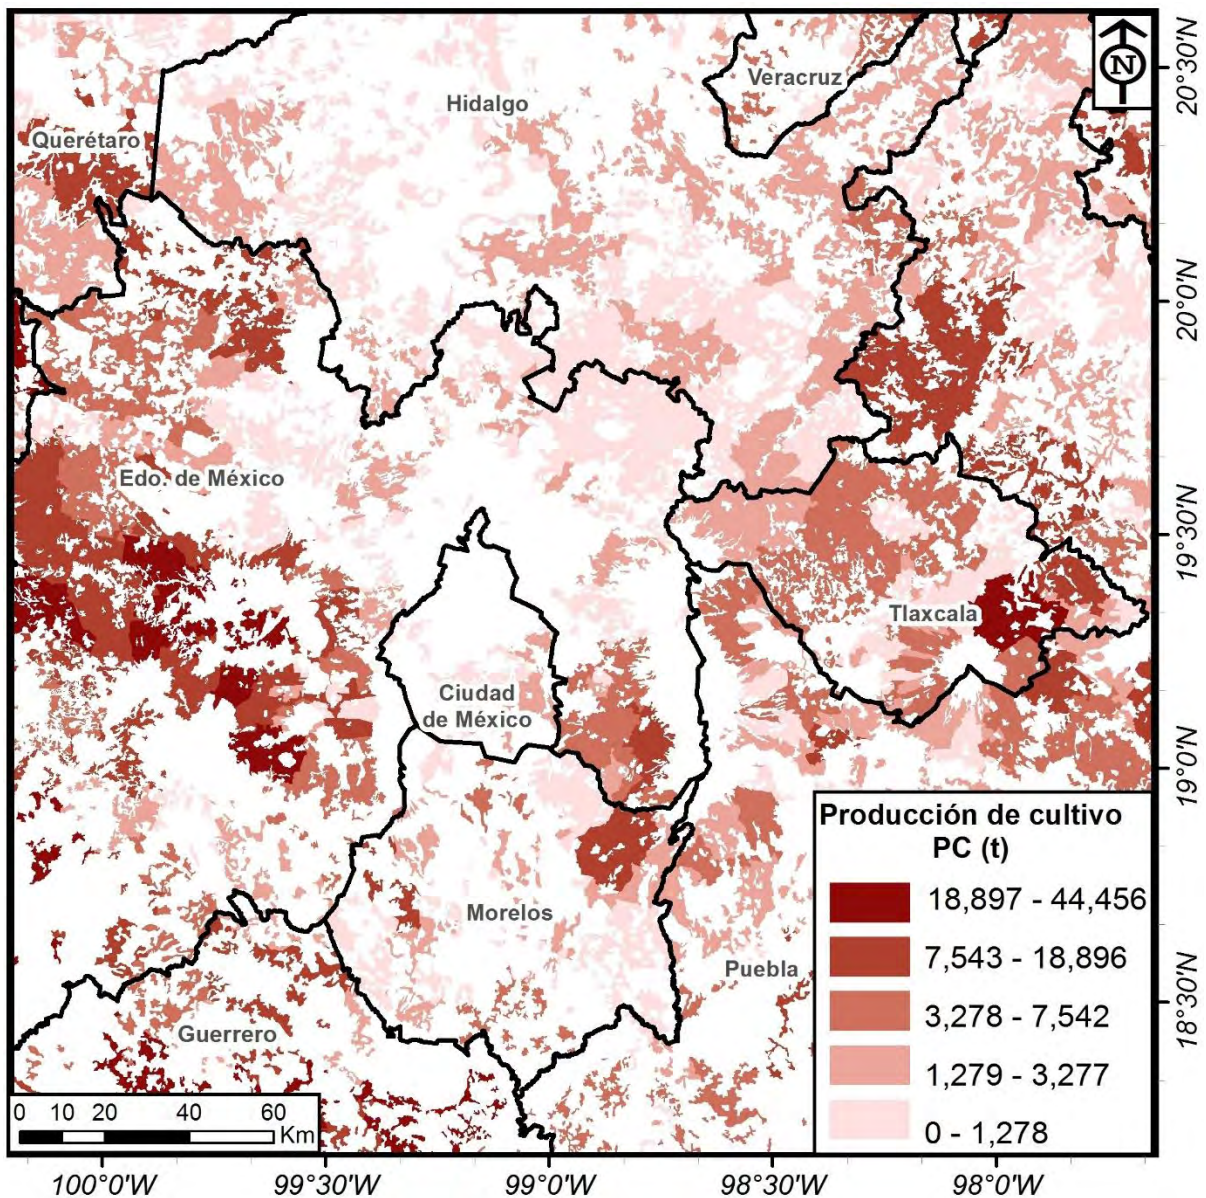 N
Veracruz
Hidalgo
Querétaro
Edo. de México
Tlaxcala
Ciudad
de México
Morelos
Puebla
Guerrero
Producción de cultivo
PC (t)
18,897 - 44,456
7,543 - 18,896
3,278 - 7,542
1,279 - 3,277
0 - 1,278
0 10 20 40 60
Km
20°30'N
20°0'N
19°30'N
19°0'N
18°30'N
100°0'W 99°30'W 99°0'W 98°30'W 98°0'W